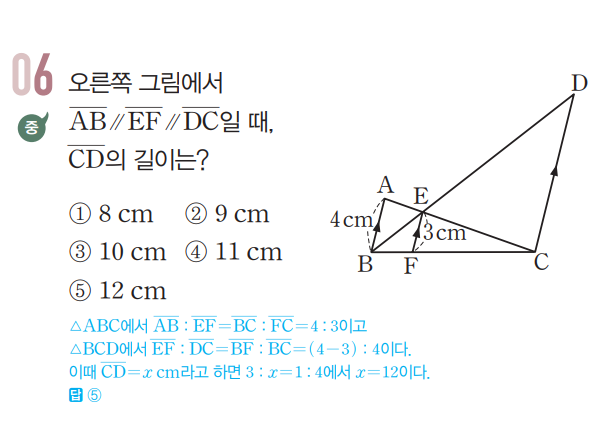 06 오른쪽 그림에서
중 AB // EF // DC일 때,
CD의 길이는?
① 8 cm ② 9 cm
③ 10 cm ④ 11 cm
⑤ 12 cm
D
A
E
4 cm
3 cm
B
F
C
△ABC에서 AB : EF=BC : FC=4 : 3이고
△BCD에서 EF : DC=BF : BC=(4-3) : 4이다.
이때 CD=x cm라고 하면 3 : x=1 : 4에서 x=12이다.
답 ⑤